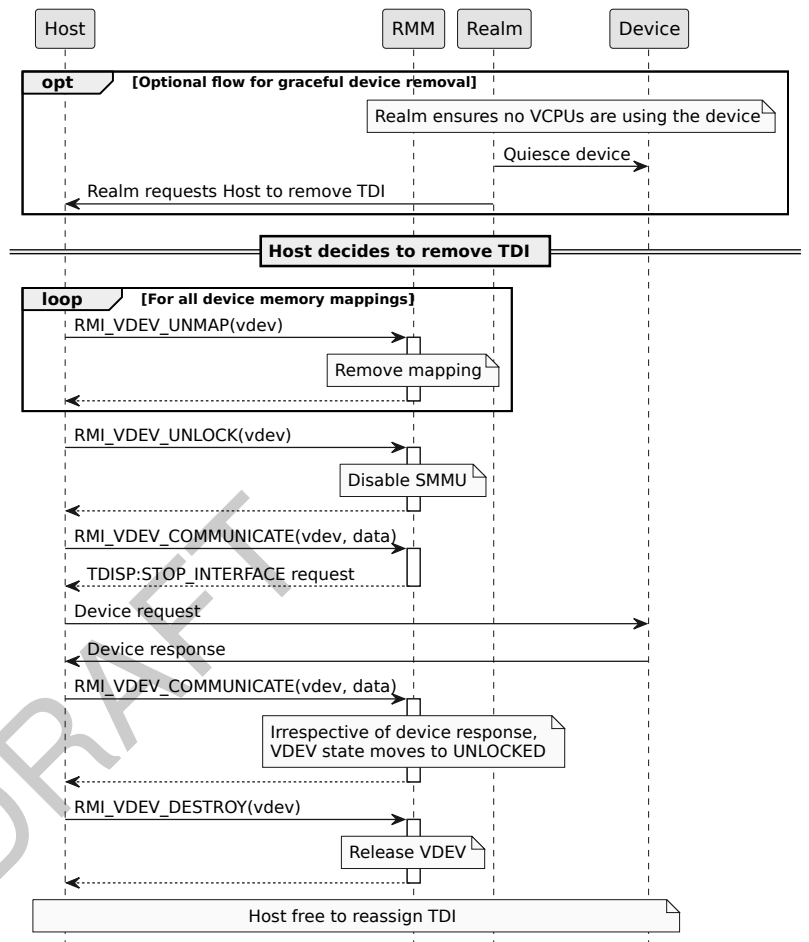 Host
RMM
Realm
Device
opt
[Optional flow for graceful device removal]
Realm ensures no VCPUs are using the device
Quiesce device
Realm requests Host to remove TDI
Host decides to remove TDI
loop
[For all device memory mappings]
RMI_VDEV_UNMAP(vdev)
Remove mapping
RMI_VDEV_UNLOCK(vdev)
Disable SMMU
RMI_VDEV_COMMUNICATE(vdev, data)
TDISP:STOP_INTERFACE request
Device request
Device response
RMI_VDEV_COMMUNICATE(vdev, data)
Irrespective of device response,
VDEV state moves to UNLOCKED
RMI_VDEV_DESTROY(vdev)
Release VDEV
Host free to reassign TDI
DRAFT